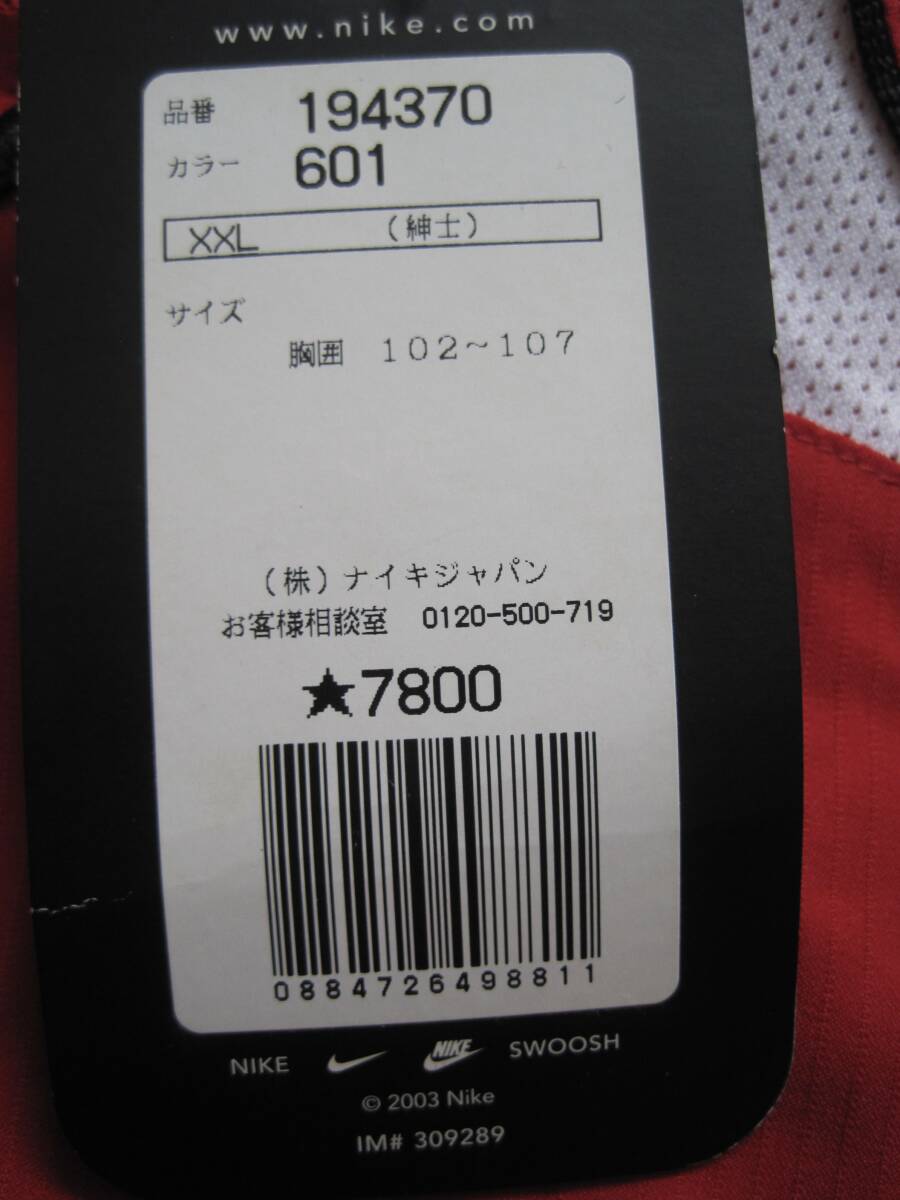 www.nike.com
品番 194370
カラー 601
XXL (紳士)
サイズ
胸囲 102~107
(株)ナイキジャパン
お客様相談室 0120-500-719
★7800
0884726498811
NIKE NIKE SWOOSH
© 2003 Nike
IM# 309289